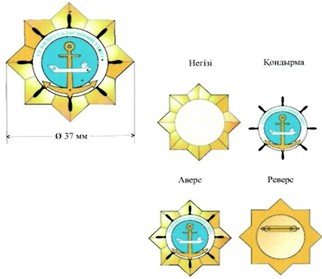 Ø 37 мм
Негізі
Қондырма
Аверс
Реверс